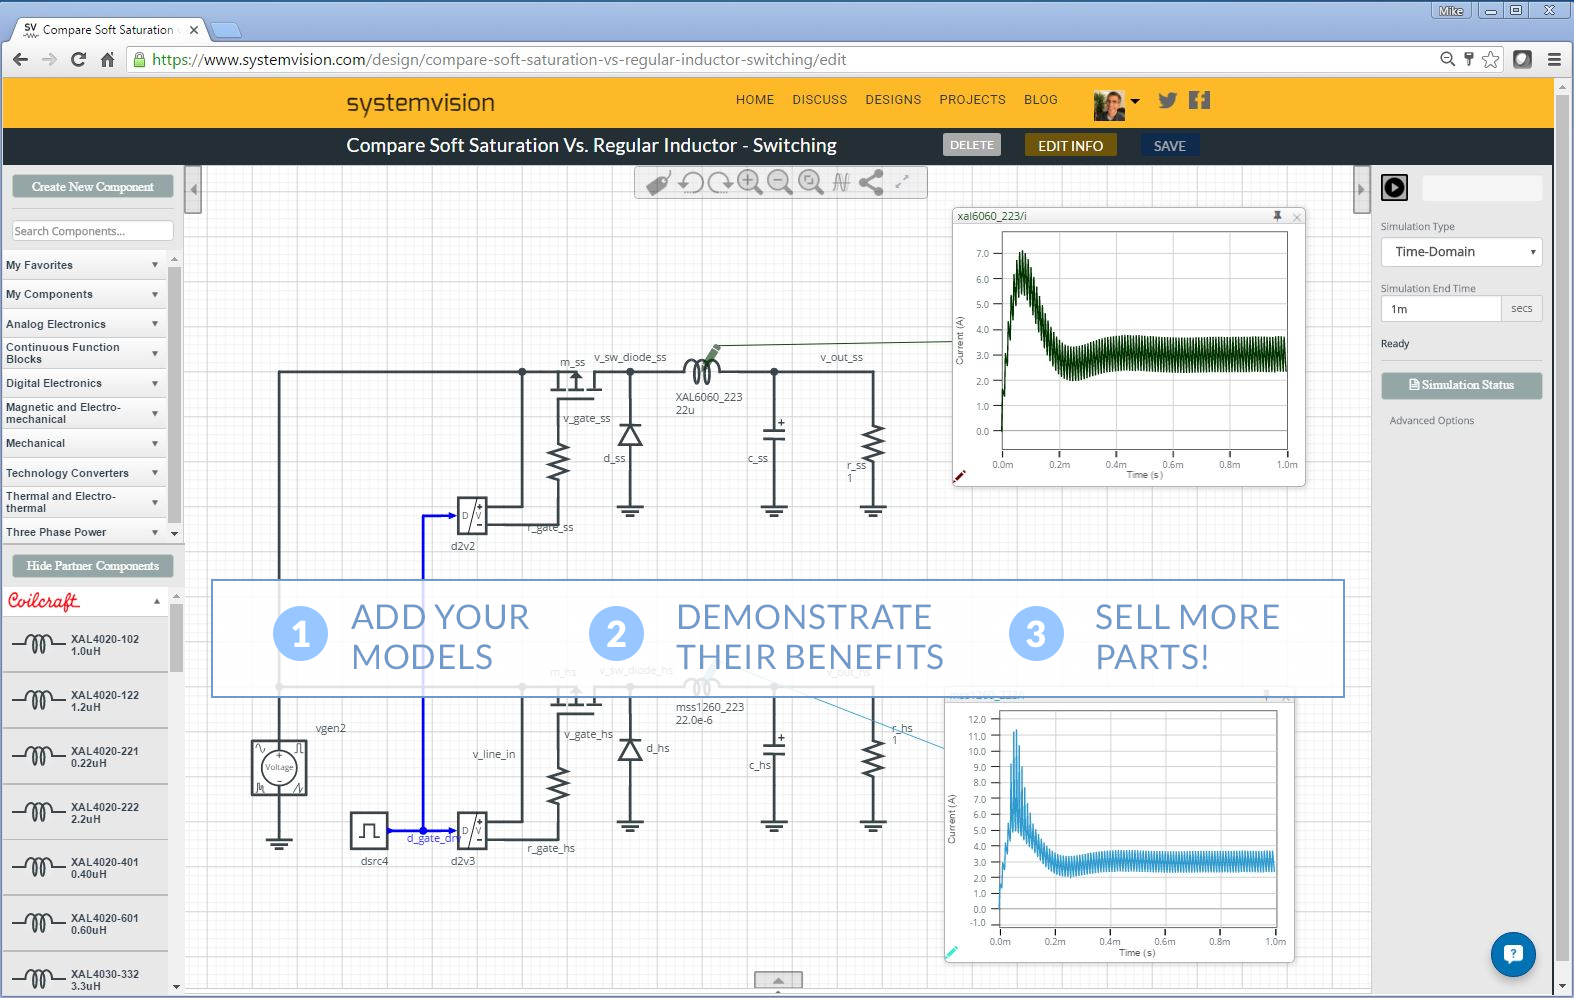 Mike
SV
Compare Soft Saturation
https://www.systemvision.com/design/compare-soft-saturation-vs-regular-inductor-switching/edit
systemvision
HOME DISCUSS DESIGNS PROJECTS BLOG
Compare Soft Saturation Vs. Regular Inductor - Switching
DELETE
EDIT INFO
SAVE
Create New Component
Search Components...
My Favorites
My Components
Analog Electronics
Continuous Function
Blocks
Digital Electronics
Magnetic and Electro-
mechanical
Mechanical
Technology Converters
Thermal and Electro-
thermal
Three Phase Power
Hide Partner Components
Coilcraft
XAL4020-102
1.0uH
XAL4020-122
1.2uH
XAL4020-221
0.22uH
XAL4020-222
2.2uH
XAL4020-401
0.40uH
XAL4020-601
0.60uH
XAL4030-332
3.3uH
m_ss
v_sw_diode_ss
v_out_ss
XAL6060_223
22u
v_gate_ss
d_ss
c_ss
r_ss
1
D
V
+
-
r_gate_ss
d2v2
xal6060_223/i
7.0
6.0
5.0
4.0
3.0
2.0
1.0
0.0
Current (A)
0.0m 0.2m 0.4m 0.6m 0.8m 1.0m
Time (s)
1 ADD YOUR
MODELS
2 DEMONSTRATE
THEIR BENEFITS
3 SELL MORE
PARTS!
m_hs
v_sw_diode_hs
v_out_hs
mss1260_223
22.0e-6
vgen2
+
Voltage
-
v_line_in
v_gate_hs
d_hs
c_hs
r_hs
1
D
V
+
-
d_gate_drv
r_gate_hs
dsrc4
d2v3
mss1260_223/i
12.0
11.0
10.0
9.0
8.0
7.0
6.0
5.0
4.0
3.0
2.0
1.0
0.0
-1.0
Current (A)
0.0m 0.2m 0.4m 0.6m 0.8m 1.0m
Time (s)
Simulation Type
Time-Domain
Simulation End Time
1m secs
Ready
Simulation Status
Advanced Options
?